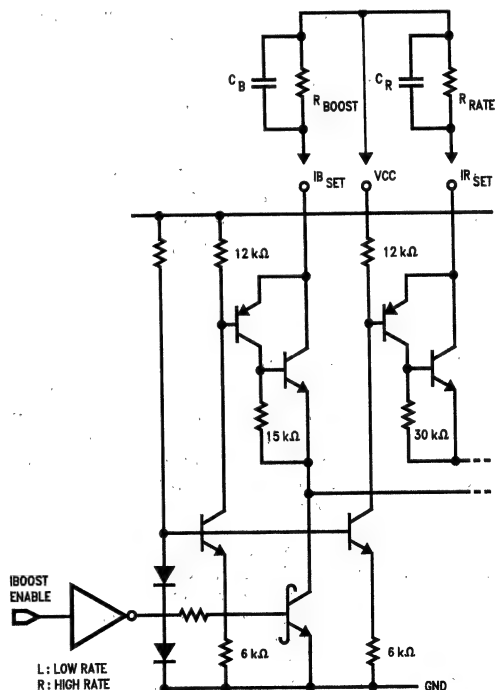 C B
R BOOST
C R
R RATE
IB SET
VCC
IR SET
12 kΩ
12 kΩ
15 kΩ
30 kΩ
IBOOST
ENABLE
6 kΩ
6 kΩ
L : LOW RATE
R : HIGH RATE
GND